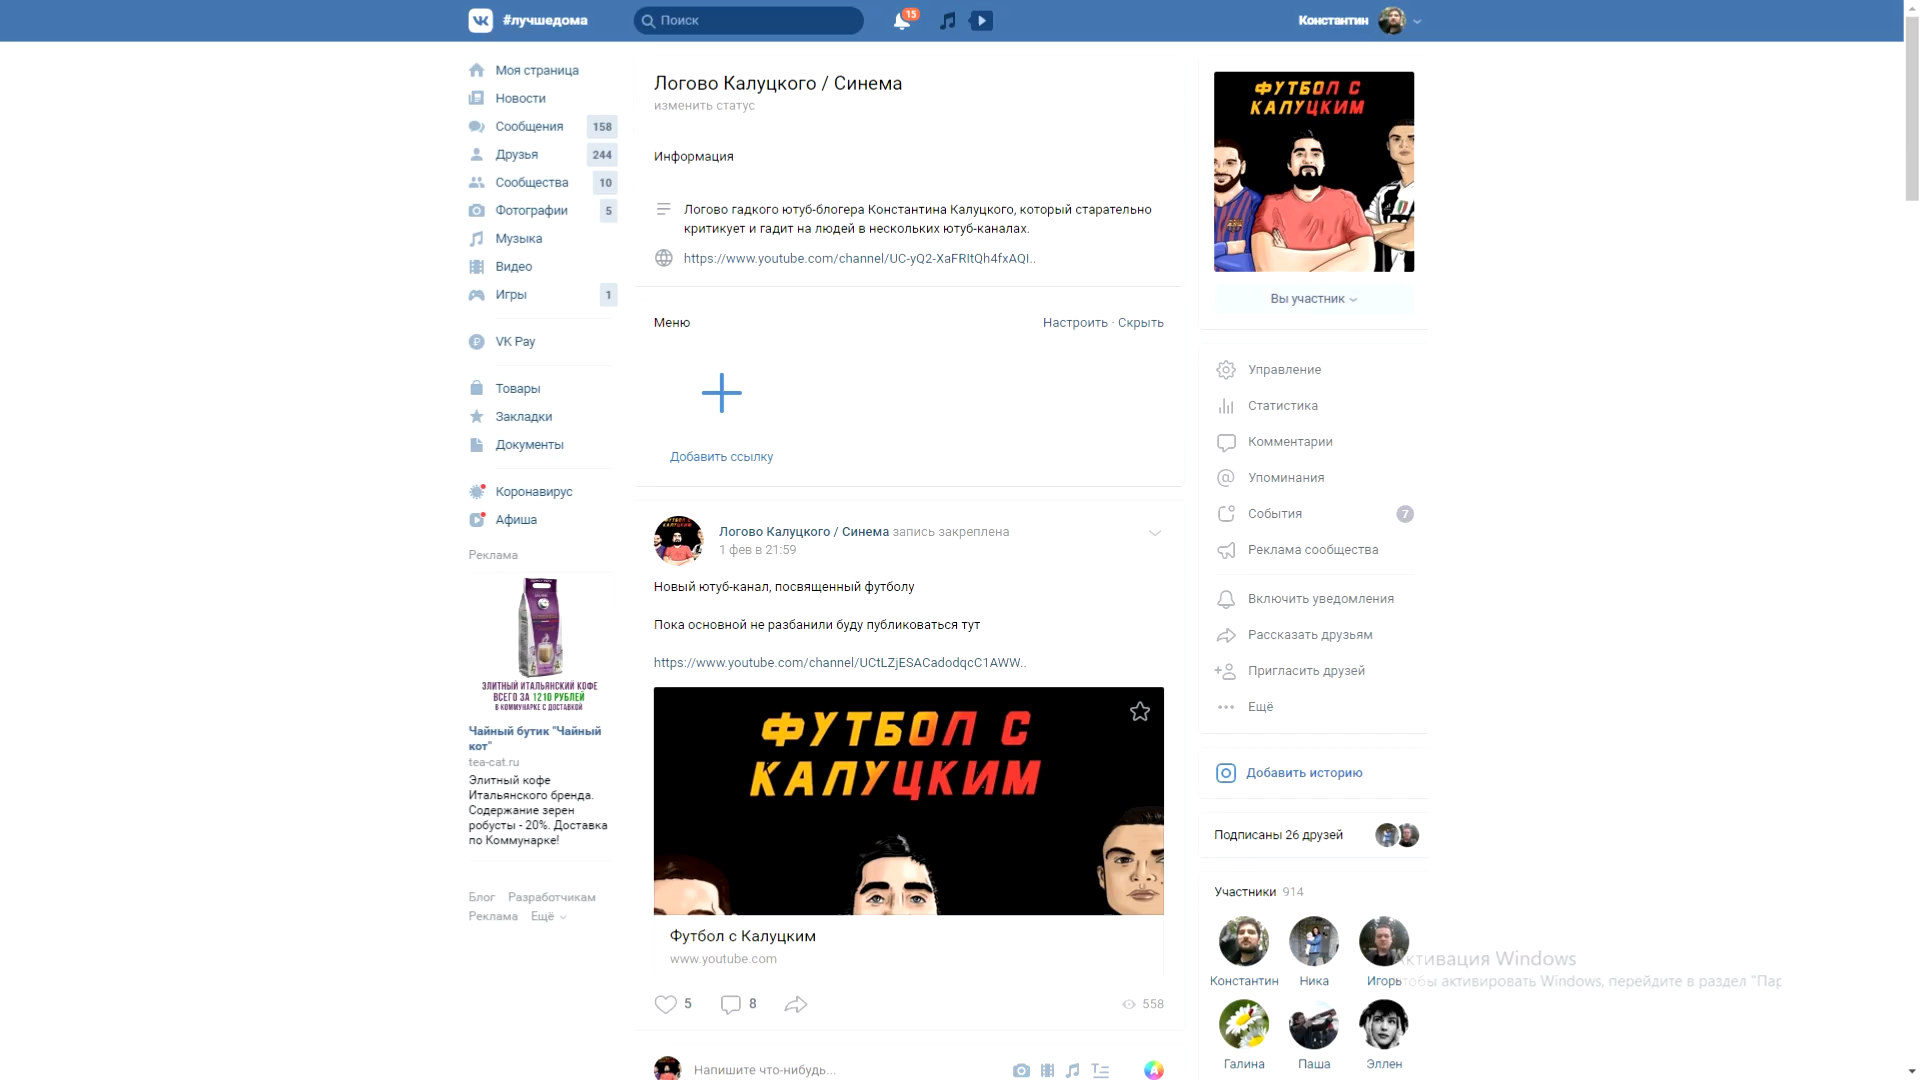 #лучшедома
Поиск
15
Константин
Моя страница
Новости
Сообщения 158
Друзья 244
Сообщества 10
Фотографии 5
Музыка
Видео
Игры 1
VK Pay
Товары
Закладки
Документы
Коронавирус
Афиша
Реклама
ЭЛИТНЫЙ ИТАЛЬЯНСКИЙ КОФЕ
ВСЕГО ЗА 1210 РУБЛЕЙ
В КОММУНАРКЕ С ДОСТАВКОЙ
Чайный бутик "Чайный
кот"
tea-cat.ru
Элитный кофе
Итальянского бренда.
Содержание зерен
робусты - 20%. Доставка
по Коммунарке!
Блог Разработчикам
Реклама Ещё
Логово Калуцкого / Синема
изменить статус
Информация
Логово гадкого ютуб-блогера Константина Калуцкого, который старательно
критикует и гадит на людей в нескольких ютуб-каналах.
https://www.youtube.com/channel/UC-yQ2-XaFRItQh4fxAQI..
Меню
Настроить · Скрыть
Добавить ссылку
Логово Калуцкого / Синема запись закреплена
1 фев в 21:59
Новый ютуб-канал, посвященный футболу
Пока основной не разбанили буду публиковаться тут
https://www.youtube.com/channel/UCtLZjESACadodqcC1AWW..
ФУТБОЛ С
КАЛУЦКИМ
Футбол с Калуцким
www.youtube.com
5 8 558
Напишите что-нибудь...
ФУТБОЛ С
КАЛУЦКИМ
Вы участник
Управление
Статистика
Комментарии
Упоминания
События 7
Реклама сообщества
Включить уведомления
Рассказать друзьям
Пригласить друзей
Ещё
Добавить историю
Подписаны 26 друзей
Участники 914
Константин Ника Игорь
Галина Паша Эллен
Активация Windows
Чтобы активировать Windows, перейдите в раздел "Пар